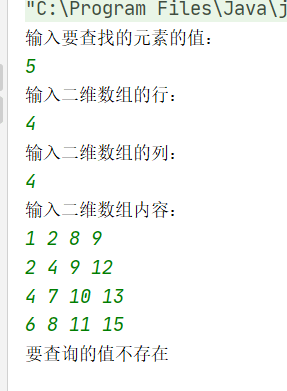 "C:\Program Files\Java\j
输入要查找的元素的值：
5
输入二维数组的行：
4
输入二维数组的列：
4
输入二维数组内容：
1 2 8 9
2 4 9 12
4 7 10 13
6 8 11 15
要查询的值不存在